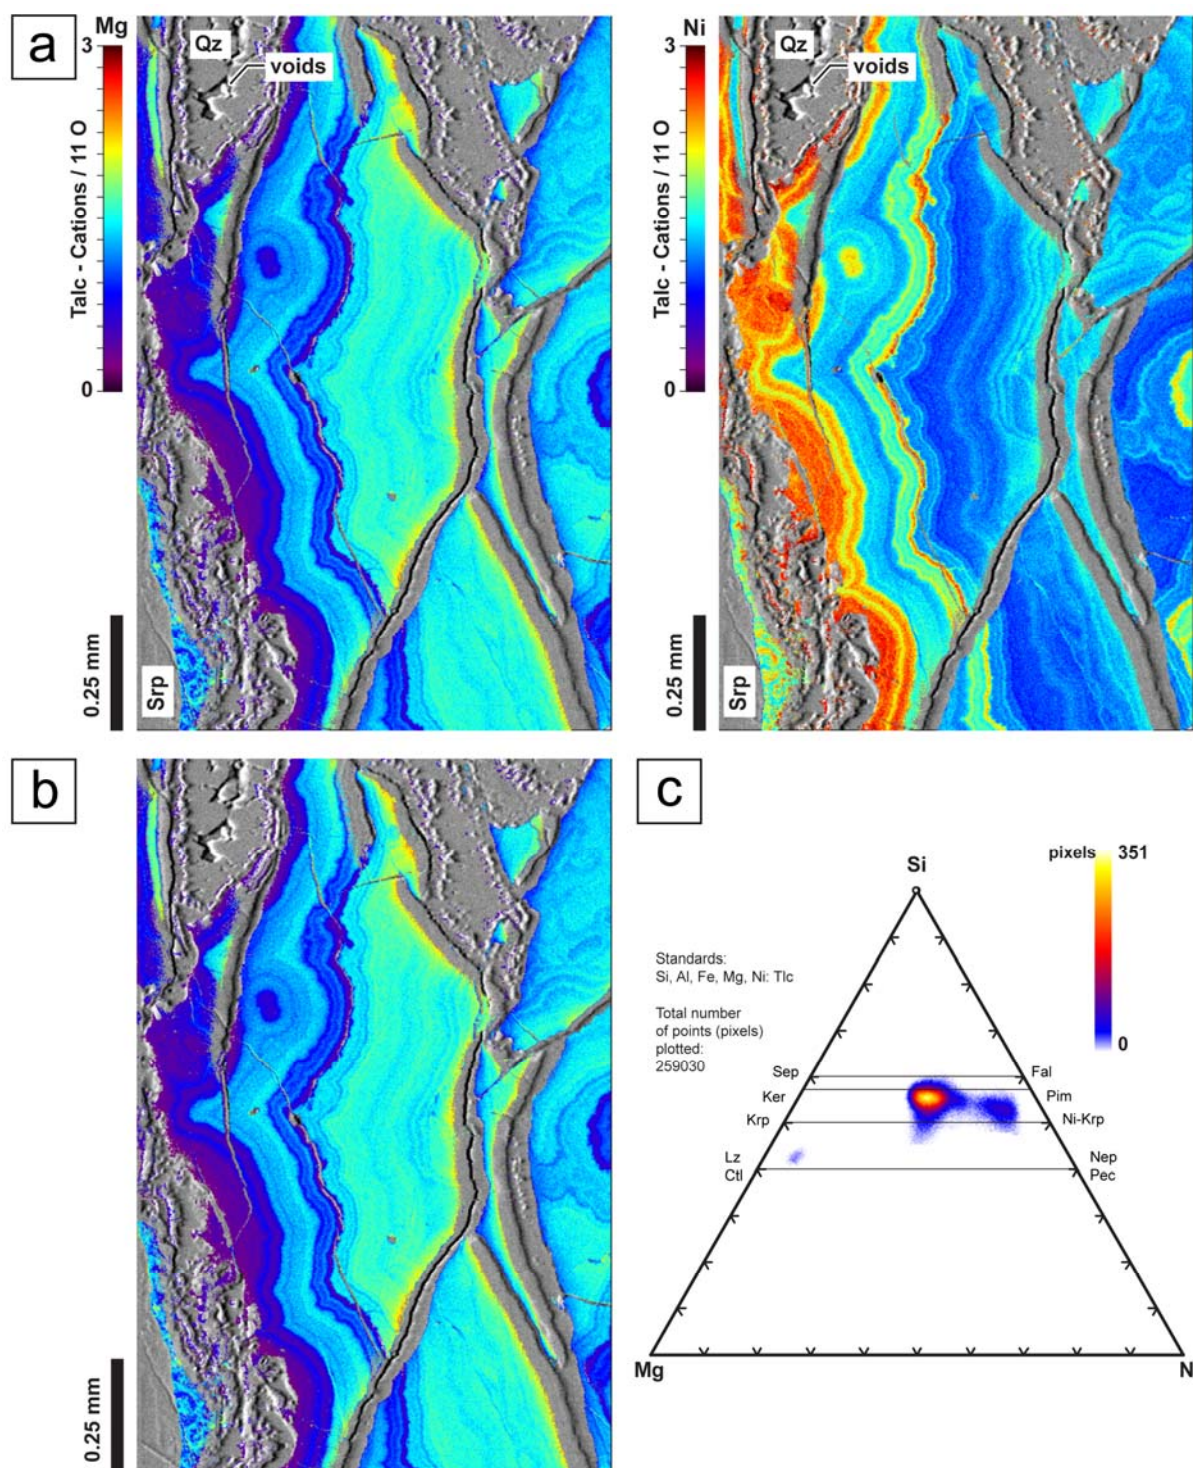 a
Mg
3
Talc - Cations / 11 O
0
Qz
voids
Srp
0.25 mm
Ni
3
Talc - Cations / 11 O
0
Qz
voids
Srp
0.25 mm
b
0.25 mm
c
pixels
351
0
Si
Standards:
Si, Al, Fe, Mg, Ni: Tlc
Total number
of points (pixels)
plotted:
259030
Sep
Fal
Ker
Pim
Krp
Ni-Krp
Lz
Nep
Ctl
Pec
Mg
N